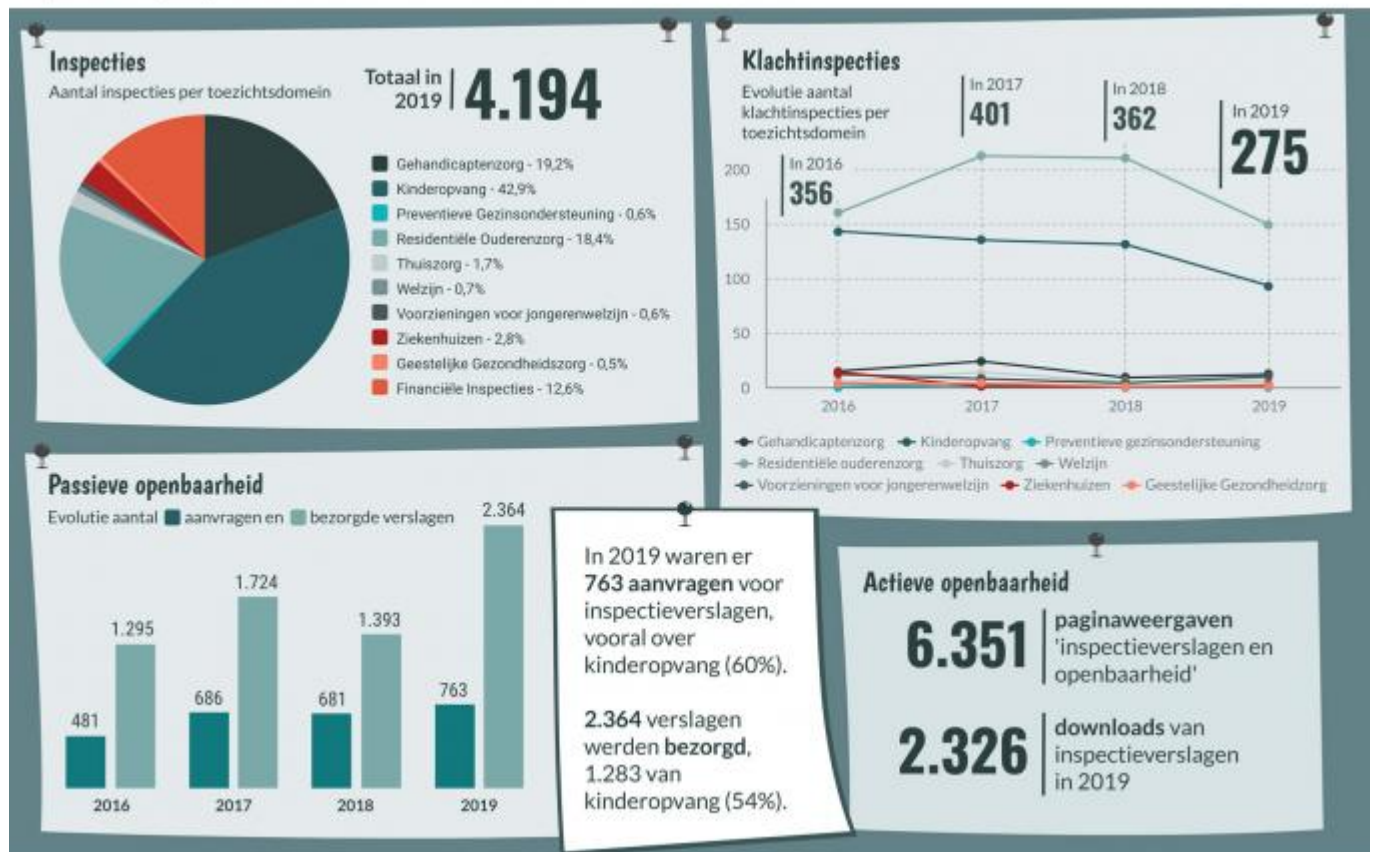 Inspecties
Aantal inspecties per toezichtsdomein
Totaal in
2019
4.194
Gehandicaptenzorg - 19,2%
Kinderopvang - 42,9%
Preventieve Gezinsondersteuning - 0,6%
Residentiële Ouderenzorg - 18,4%
Thuiszorg - 1,7%
Welzijn - 0,7%
Voorzieningen voor jongerenwelzijn - 0,6%
Ziekenhuizen - 2,8%
Geestelijke Gezondheidszorg - 0,5%
Financiële Inspecties - 12,6%
Klachtinspecties
Evolutie aantal
klachtinspecties per
toezichtsdomein
In 2016
356
In 2017
401
In 2018
362
In 2019
275
200
150
100
50
0
2016 2017 2018 2019
Gehandicaptenzorg Kinderopvang Preventieve gezinsondersteuning
Residentiële ouderenzorg Thuiszorg Welzijn
Voorzieningen voor jongerenwelzijn Ziekenhuizen Geestelijke Gezondheidzorg
Passieve openbaarheid
Evolutie aantal aanvragen en bezorgde verslagen
481 1.295
686 1.724
681 1.393
763 2.364
2016 2017 2018 2019
In 2019 waren er
763 aanvragen voor
inspectieverslagen,
vooral over
kinderopvang (60%).
2.364 verslagen
werden bezorgd,
1.283 van
kinderopvang (54%).
Actieve openbaarheid
6.351
paginaweergaven
'inspectieverslagen en
openbaarheid'
2.326
downloads van
inspectieverslagen
in 2019